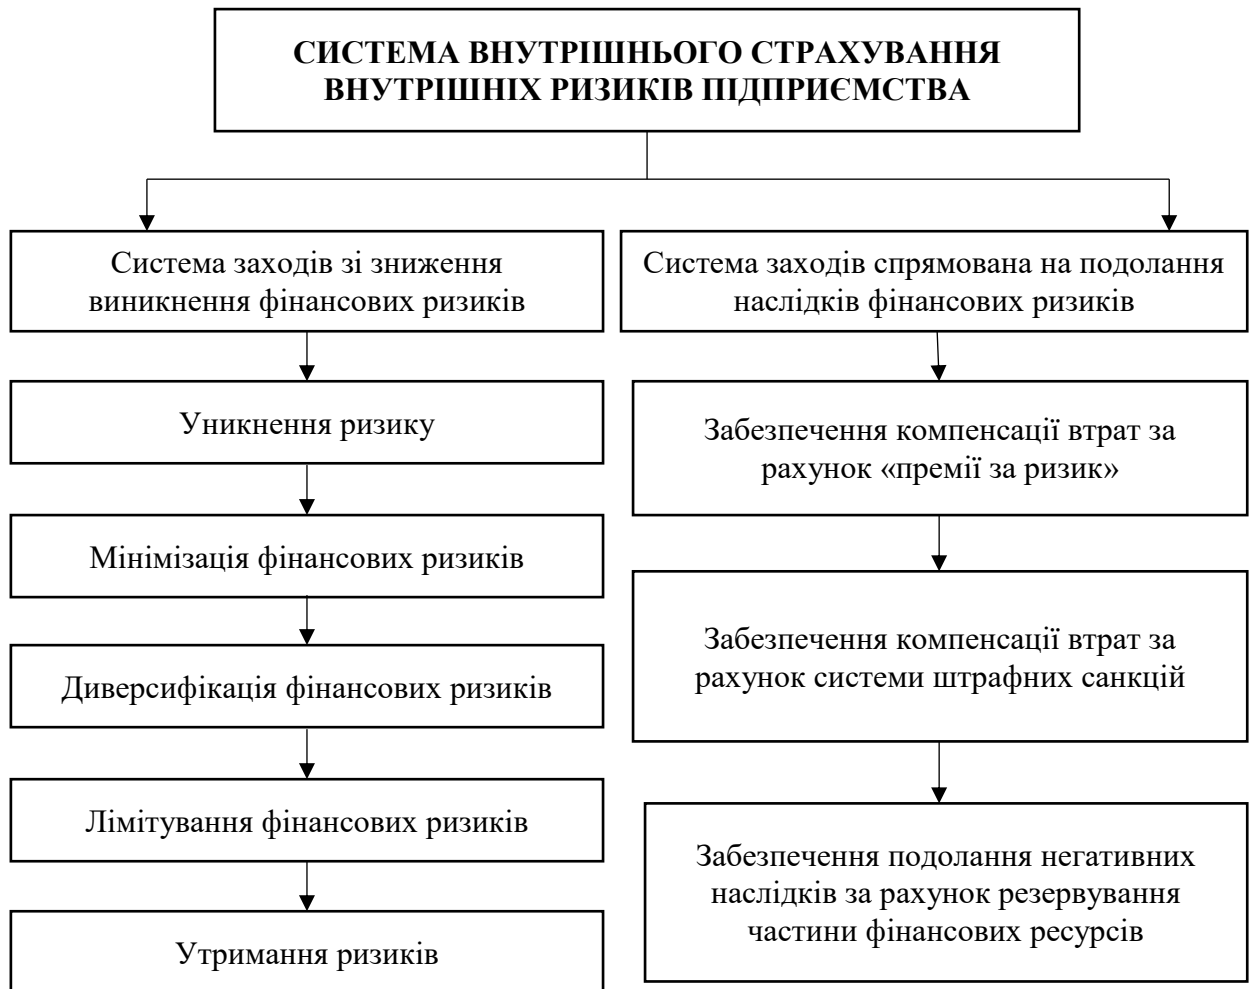 СИСТЕМА ВНУТРІШНЬОГО СТРАХУВАННЯ
ВНУТРІШНІХ РИЗИКІВ ПІДПРИЄМСТВА
Система заходів зі зниження
виникнення фінансових ризиків
Уникнення ризику
Мінімізація фінансових ризиків
Диверсифікація фінансових ризиків
Лімітування фінансових ризиків
Утримання ризиків
Система заходів спрямована на подолання
наслідків фінансових ризиків
Забезпечення компенсації втрат за
рахунок «премії за ризик»
Забезпечення компенсації втрат за
рахунок системи штрафних санкцій
Забезпечення подолання негативних
наслідків за рахунок резервування
частини фінансових ресурсів